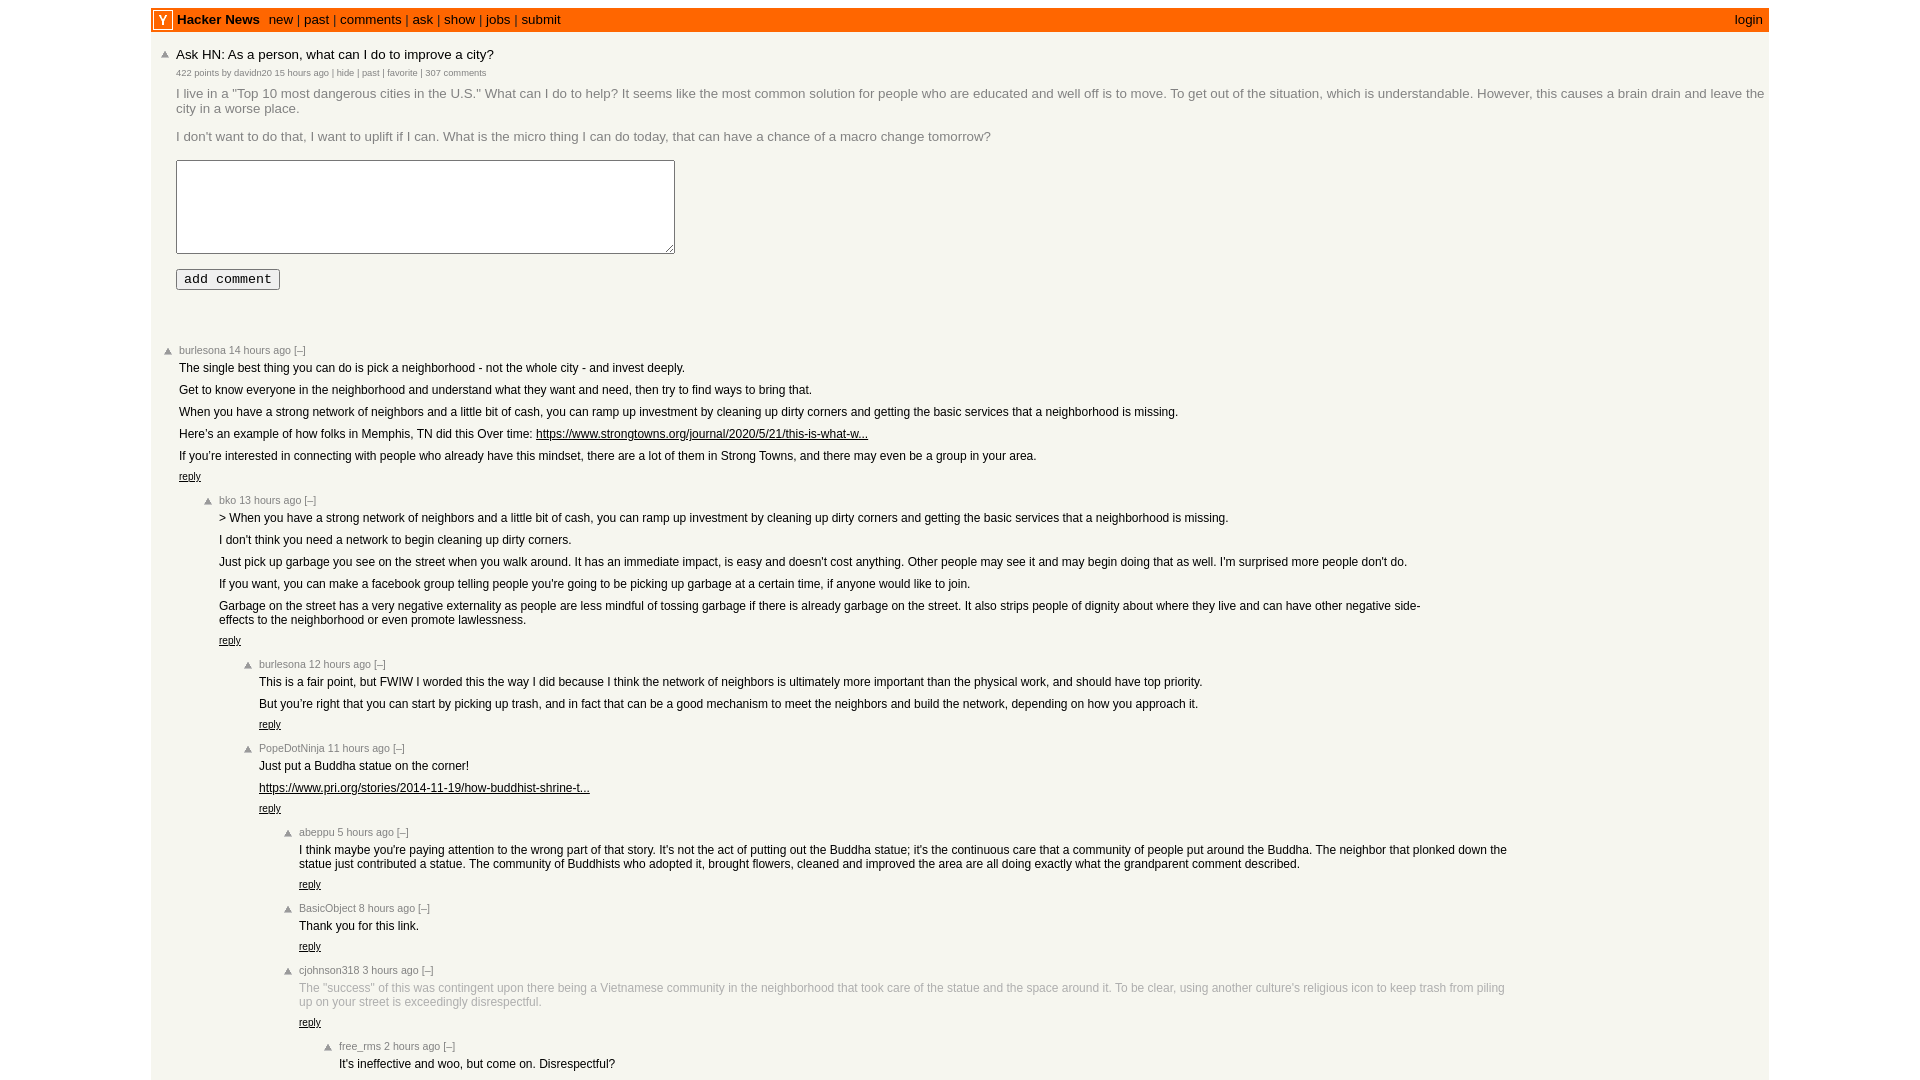 Y Hacker News new | past | comments | ask | show | jobs | submit login
Ask HN: As a person, what can I do to improve a city?
422 points by davidn20 15 hours ago | hide | past | favorite | 307 comments
I live in a "Top 10 most dangerous cities in the U.S." What can I do to help? It seems like the most common solution for people who are educated and well off is to move. To get out of the situation, which is understandable. However, this causes a brain drain and leave the
city in a worse place.
I don't want to do that, I want to uplift if I can. What is the micro thing I can do today, that can have a chance of a macro change tomorrow?
add comment
burlesona 14 hours ago [–]
The single best thing you can do is pick a neighborhood - not the whole city - and invest deeply.
Get to know everyone in the neighborhood and understand what they want and need, then try to find ways to bring that.
When you have a strong network of neighbors and a little bit of cash, you can ramp up investment by cleaning up dirty corners and getting the basic services that a neighborhood is missing.
Here’s an example of how folks in Memphis, TN did this Over time: https://www.strongtowns.org/journal/2020/5/21/this-is-what-w...
If you’re interested in connecting with people who already have this mindset, there are a lot of them in Strong Towns, and there may even be a group in your area.
reply
bko 13 hours ago [–]
> When you have a strong network of neighbors and a little bit of cash, you can ramp up investment by cleaning up dirty corners and getting the basic services that a neighborhood is missing.
I don't think you need a network to begin cleaning up dirty corners.
Just pick up garbage you see on the street when you walk around. It has an immediate impact, is easy and doesn't cost anything. Other people may see it and may begin doing that as well. I'm surprised more people don't do.
If you want, you can make a facebook group telling people you're going to be picking up garbage at a certain time, if anyone would like to join.
Garbage on the street has a very negative externality as people are less mindful of tossing garbage if there is already garbage on the street. It also strips people of dignity about where they live and can have other negative side-
effects to the neighborhood or even promote lawlessness.
reply
burlesona 12 hours ago [–]
This is a fair point, but FWIW I worded this the way I did because I think the network of neighbors is ultimately more important than the physical work, and should have top priority.
But you’re right that you can start by picking up trash, and in fact that can be a good mechanism to meet the neighbors and build the network, depending on how you approach it.
reply
PopeDotNinja 11 hours ago [–]
Just put a Buddha statue on the corner!
https://www.pri.org/stories/2014-11-19/how-buddhist-shrine-t...
reply
abeppu 5 hours ago [–]
I think maybe you're paying attention to the wrong part of that story. It's not the act of putting out the Buddha statue; it's the continuous care that a community of people put around the Buddha. The neighbor that plonked down the
statue just contributed a statue. The community of Buddhists who adopted it, brought flowers, cleaned and improved the area are all doing exactly what the grandparent comment described.
reply
BasicObject 8 hours ago [–]
Thank you for this link.
reply
cjohnson318 3 hours ago [–]
The "success" of this was contingent upon there being a Vietnamese community in the neighborhood that took care of the statue and the space around it. To be clear, using another culture's religious icon to keep trash from piling
up on your street is exceedingly disrespectful.
reply
free_rms 2 hours ago [–]
It's ineffective and woo, but come on. Disrespectful?